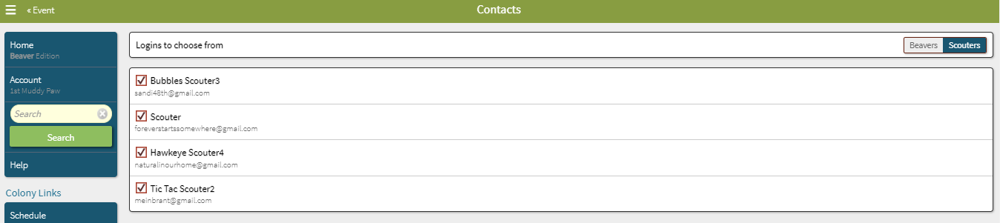 « Event
Contacts
Home
Beaver Edition
Account
1st Muddy Paw
Search
Search
Help
Colony Links
Schedule
Logins to choose from
Beavers Scouters
Bubbles Scouter3
sandi48th@gmail.com
Scouter
foreverstartssomewhere@gmail.com
Hawkeye Scouter4
naturalinourhome@gmail.com
Tic Tac Scouter2
meinbrant@gmail.com